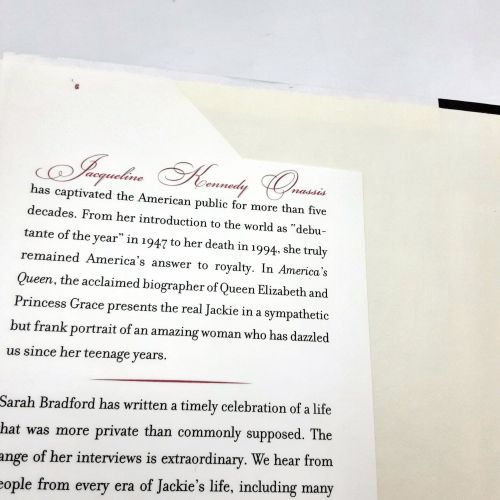 Jacqueline Kennedy Onassis
has captivated the American public for more than five
decades. From her introduction to the world as "debu-
tante of the year" in 1947 to her death in 1994, she truly
remained America's answer to royalty. In America's
Queen, the acclaimed biographer of Queen Elizabeth and
Princess Grace presents the real Jackie in a sympathetic
but frank portrait of an amazing woman who has dazzled
us since her teenage years.
Sarah Bradford has written a timely celebration of a life
that was more private than commonly supposed. The
range of her interviews is extraordinary. We hear from
people from every era of Jackie's life, including many